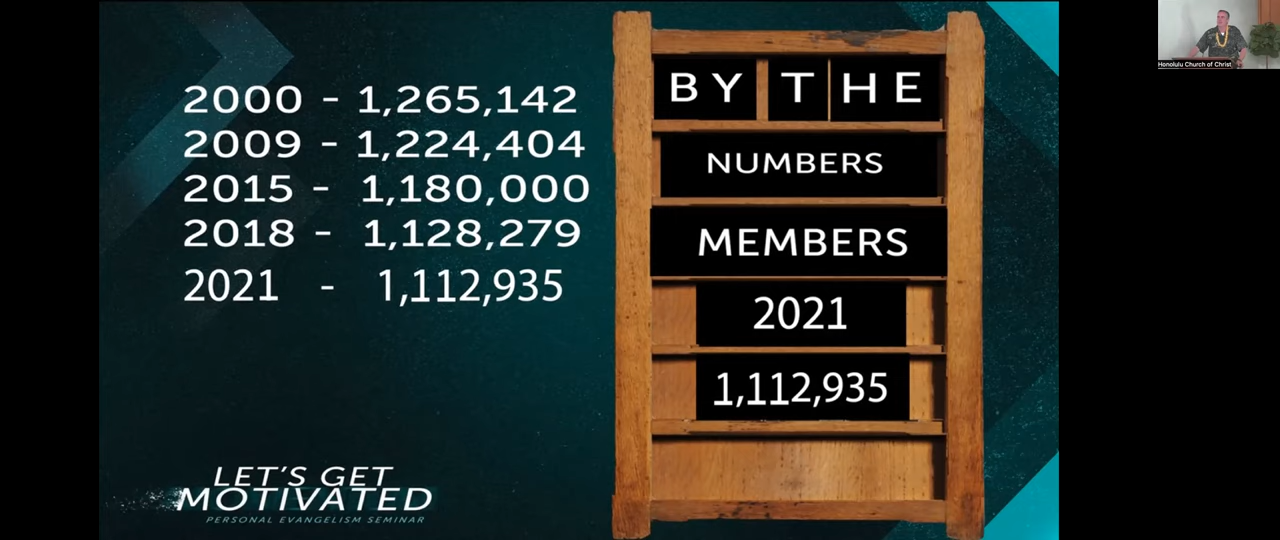 2000 - 1,265,142
2009 - 1,224,404
2015 - 1,180,000
2018 - 1,128,279
2021 - 1,112,935
BY THE
NUMBERS
MEMBERS
2021
1,112,935
LET'S GET
MOTIVATED
PERSONAL EVANGELISM SEMINAR
Honolulu Church of Christ